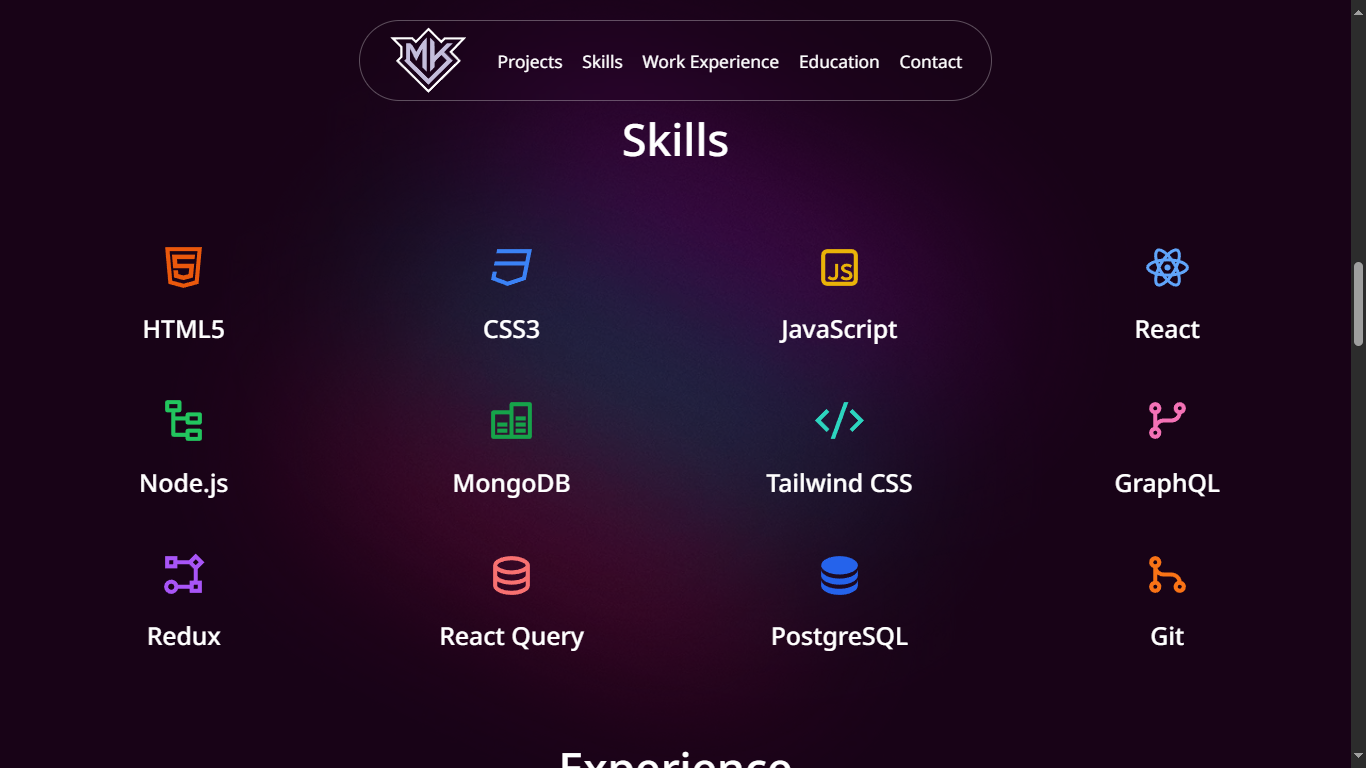 MK
Projects Skills Work Experience Education Contact
Skills
5
JS
HTML5 CSS3 JavaScript React
Node.js MongoDB Tailwind CSS GraphQL
Redux React Query PostgreSQL Git
Experience